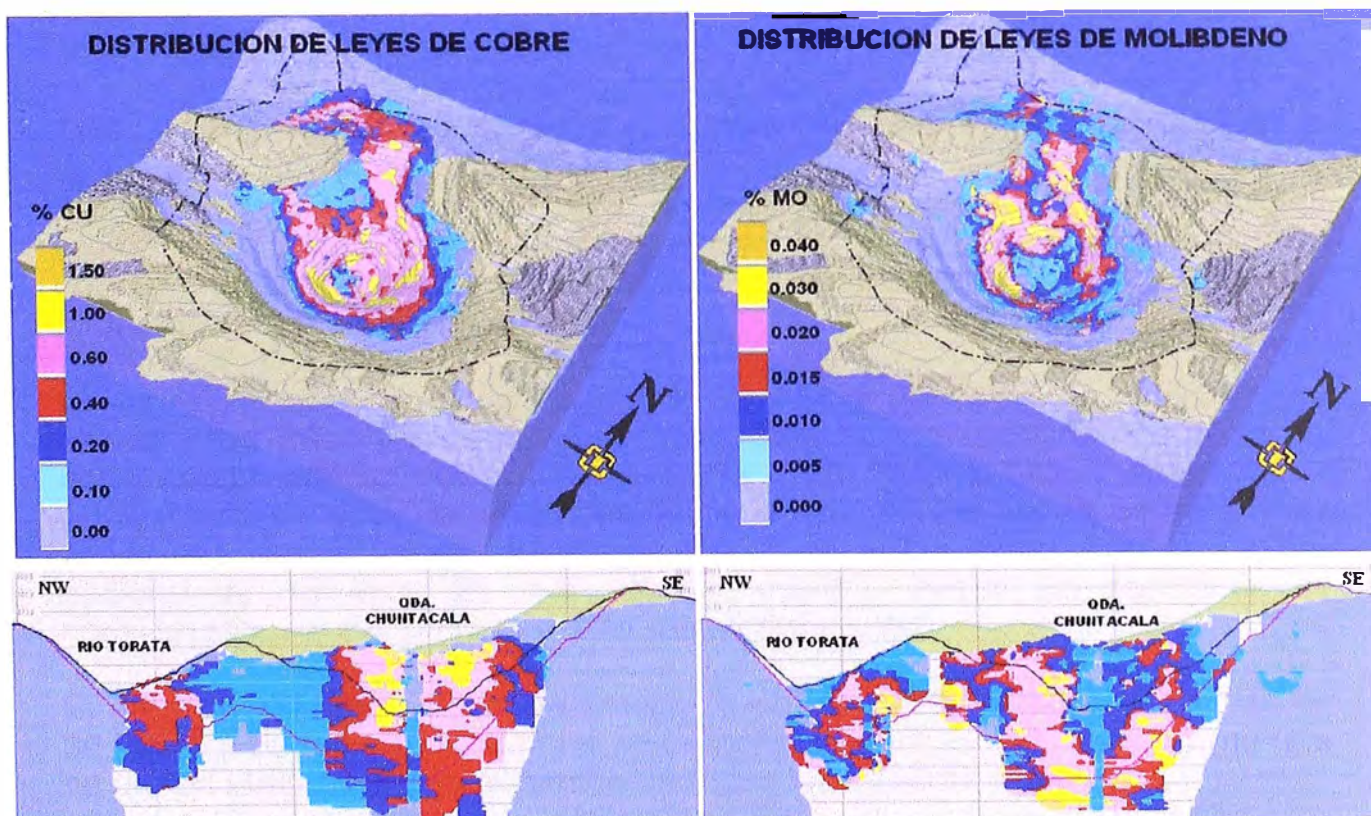 DISTRIBUCION DE LEYES DE COBRE
% CU
1.50
1.00
0.60
0.40
0.20
0.10
0.00
N
DISTRIBUCION DE LEYES DE MOLIBDENO
% MO
0.040
0.030
0.020
0.015
0.010
0,005
0.000
N
NW
SE
RIO TORATA
QDA.
CHUNTACALA
NW
SE
RIO TORATA
QDA.
CHUNTACALA